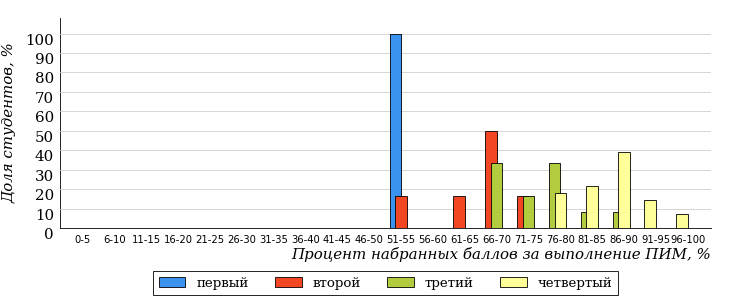 Доля студентов, %
100
90
80
70
60
50
40
30
20
10
0
0-5 6-10 11-15 16-20 21-25 26-30 31-35 36-40 41-45 46-50 51-55 56-60 61-65 66-70 71-75 76-80 81-85 86-90 91-95 96-100
Процент набранных баллов за выполнение ПИМ, %
первый второй третий четвертый